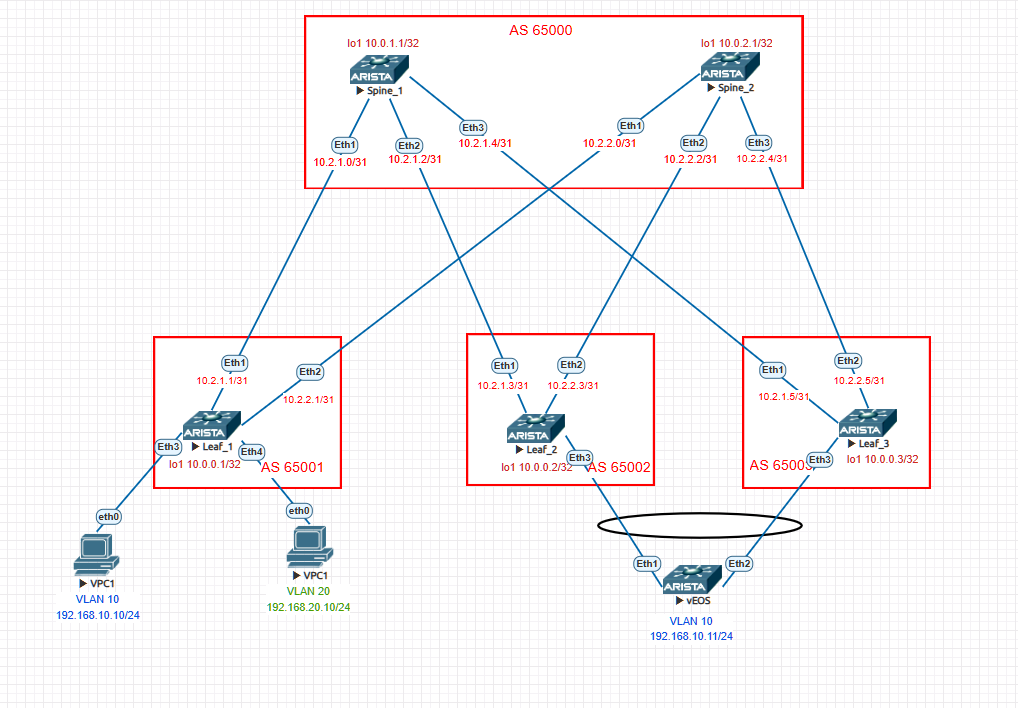 AS 65000
lo1 10.0.1.1/32
lo1 10.0.2.1/32
ARISTA
ARISTA
Spine_1
Spine_2
Eth1
Eth2
Eth3
Eth1
Eth2
Eth3
10.2.1.0/31
10.2.1.2/31
10.2.1.4/31
10.2.2.0/31
10.2.2.2/31
10.2.2.4/31
Eth1
10.2.1.1/31
Eth2
10.2.2.1/31
ARISTA
Leaf_1
lo1 10.0.0.1/32
Eth3
Eth4
AS 65001
Eth1
10.2.1.3/31
Eth2
10.2.2.3/31
ARISTA
Leaf_2
lo1 10.0.0.2/32
Eth3
AS 65002
Eth1
10.2.1.5/31
Eth2
10.2.2.5/31
ARISTA
Leaf_3
lo1 10.0.0.3/32
AS 65003
Eth3
eth0
VPC1
VLAN 10
192.168.10.10/24
eth0
VPC1
VLAN 20
192.168.20.10/24
Eth1
Eth2
ARISTA
vEOS
VLAN 10
192.168.10.11/24